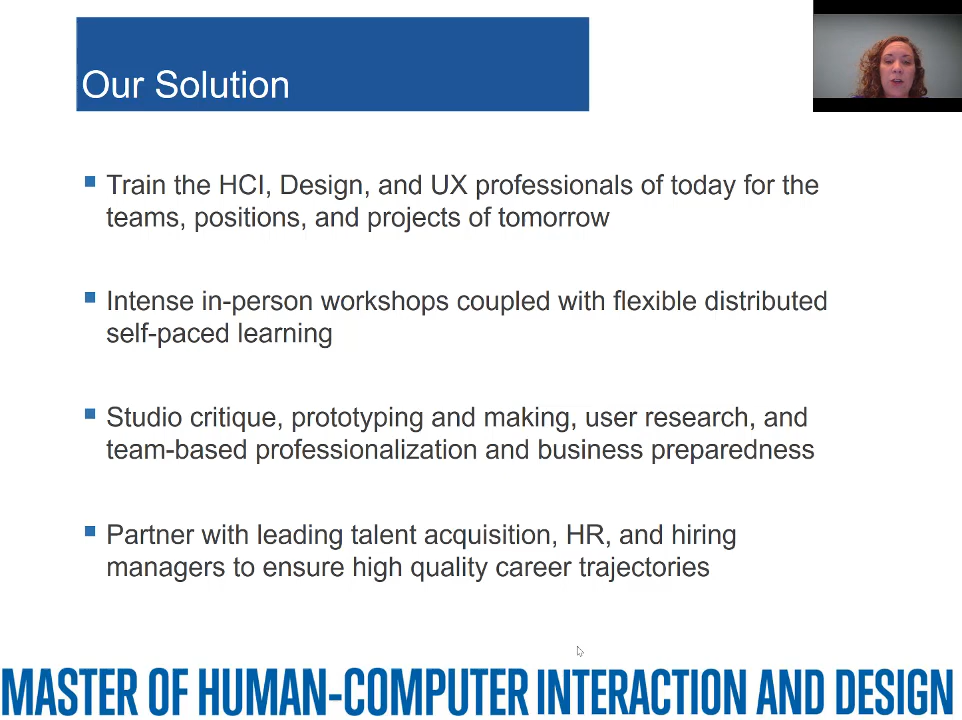 Our Solution
Train the HCI, Design, and UX professionals of today for the
teams, positions, and projects of tomorrow
Intense in-person workshops coupled with flexible distributed
self-paced learning
Studio critique, prototyping and making, user research, and
team-based professionalization and business preparedness
Partner with leading talent acquisition, HR, and hiring
managers to ensure high quality career trajectories
MASTER OF HUMAN-COMPUTER INTERACTION AND DESIGN